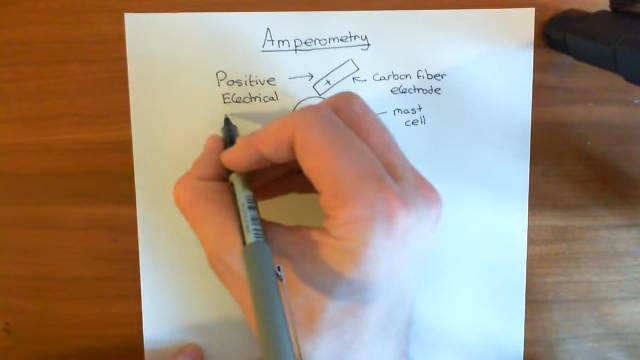 Amperometry
Positive
Electrical
+
Carbon fiber
electrode
mast
cell